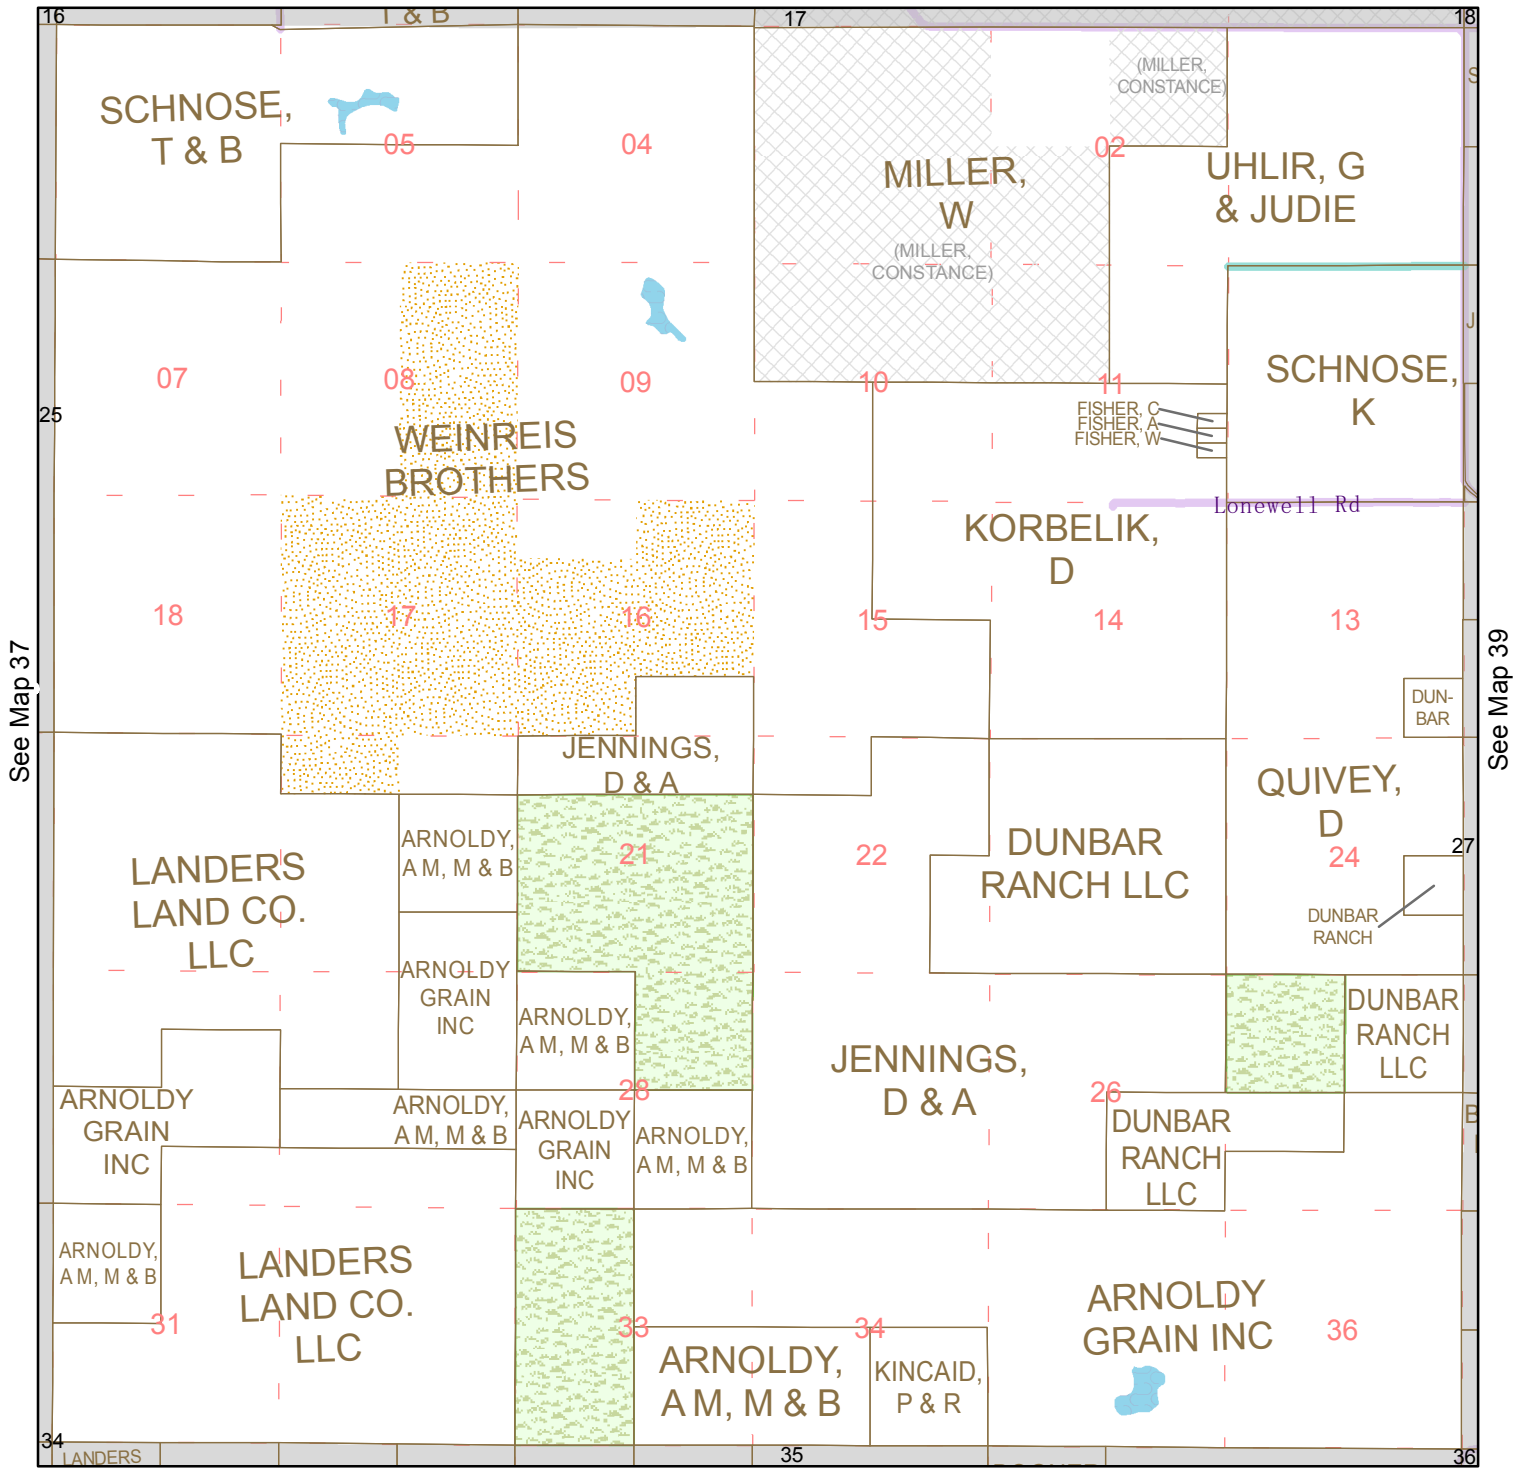 16
T & B
17
18
SCHNOSE,
T & B
05
04
MILLER,
W
(MILLER,
CONSTANCE)
(MILLER,
CONSTANCE)
02
UHLIR, G
& JUDIE
S
J
07
08
09
10
11
25
WEINREIS
BROTHERS
SCHNOSE,
K
FISHER, C
FISHER, A
FISHER, W
Lonewell Rd
KORBELIK,
D
18
17
16
15
14
13
See Map 37
See Map 39
DUN-
BAR
JENNINGS,
D & A
QUIVEY,
D
LANDERS
LAND CO.
LLC
ARNOLDY,
A M, M & B
21
22
DUNBAR
RANCH LLC
24
27
DUNBAR
RANCH
ARNOLDY
GRAIN
INC
ARNOLDY,
A M, M & B
DUNBAR
RANCH
LLC
JENNINGS,
D & A
28
26
ARNOLDY
GRAIN
INC
ARNOLDY,
A M, M & B
ARNOLDY
GRAIN
INC
ARNOLDY,
A M, M & B
DUNBAR
RANCH
LLC
B
ARNOLDY,
A M, M & B
LANDERS
LAND CO.
LLC
ARNOLDY
GRAIN INC
31
33
34
36
ARNOLDY,
A M, M & B
KINCAID,
P & R
34
LANDERS
35
36